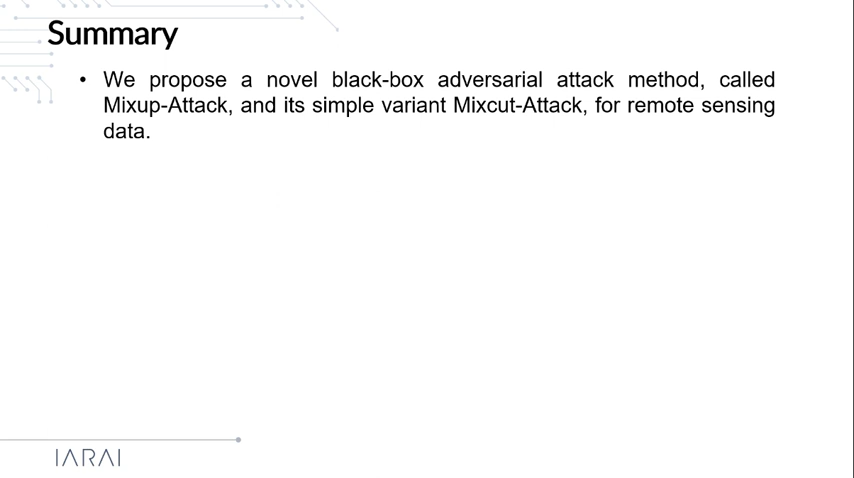 Summary
• We propose a novel black-box adversarial attack method, called
Mixup-Attack, and its simple variant Mixcut-Attack, for remote sensing
data.
IARAI